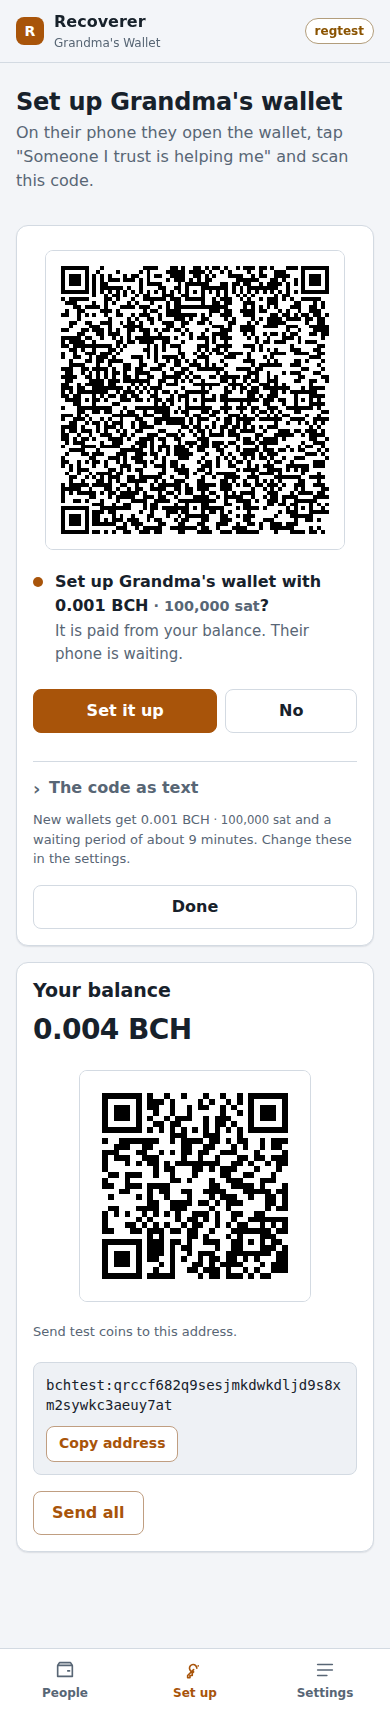 R
Recoverer
Grandma's Wallet
regtest
Set up Grandma's wallet
On their phone they open the wallet, tap
"Someone I trust is helping me" and scan
this code.
Set up Grandma's wallet with
0.001 BCH · 100,000 sat?
It is paid from your balance. Their
phone is waiting.
Set it up
No
› The code as text
New wallets get 0.001 BCH · 100,000 sat and a
waiting period of about 9 minutes. Change these
in the settings.
Done
Your balance
0.004 BCH
Send test coins to this address.
bchtest:qrccf682q9sesjmkdwkdljd9s8x
m2sywkc3aeuy7at
Copy address
Send all
People
Set up
Settings